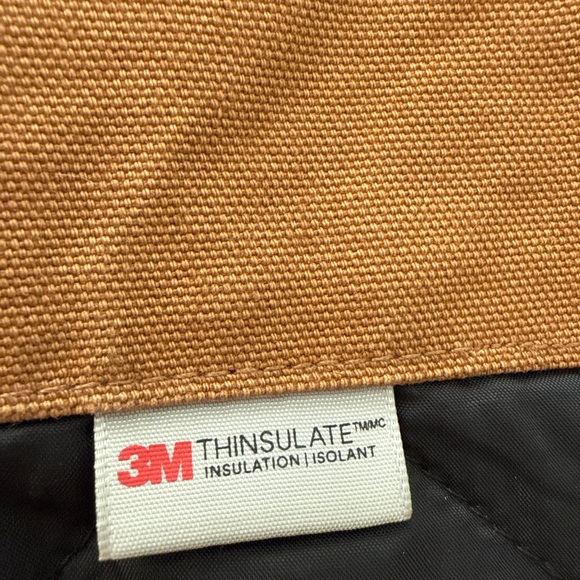 3M THINSULATE™/MC
INSULATION | ISOLANT